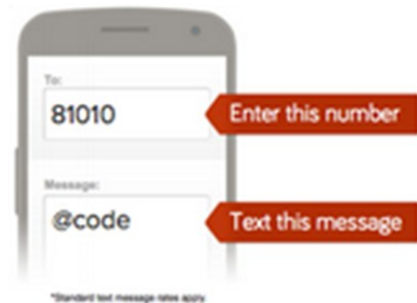 To:
81010
Enter this number
Message:
@code
Text this message
*Standard text message rates apply.